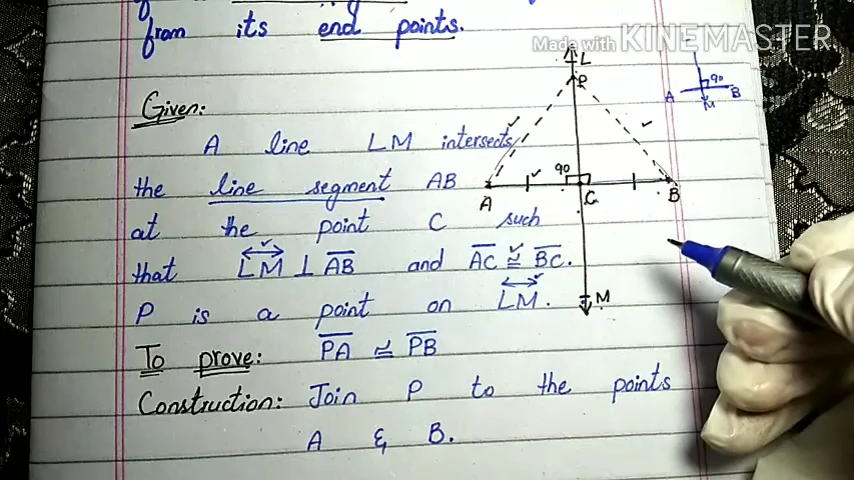 Made with KINEMASTER
from its end points.
Given:
A line LM intersects
the line segment AB
at the point C such
that LM ⊥ AB and AC ≅ BC.
P is a point on LM.
To prove: PA ≅ PB
Construction: Join P to the points
A & B.
L
P
90
A
C
B
M
90
A
B
M